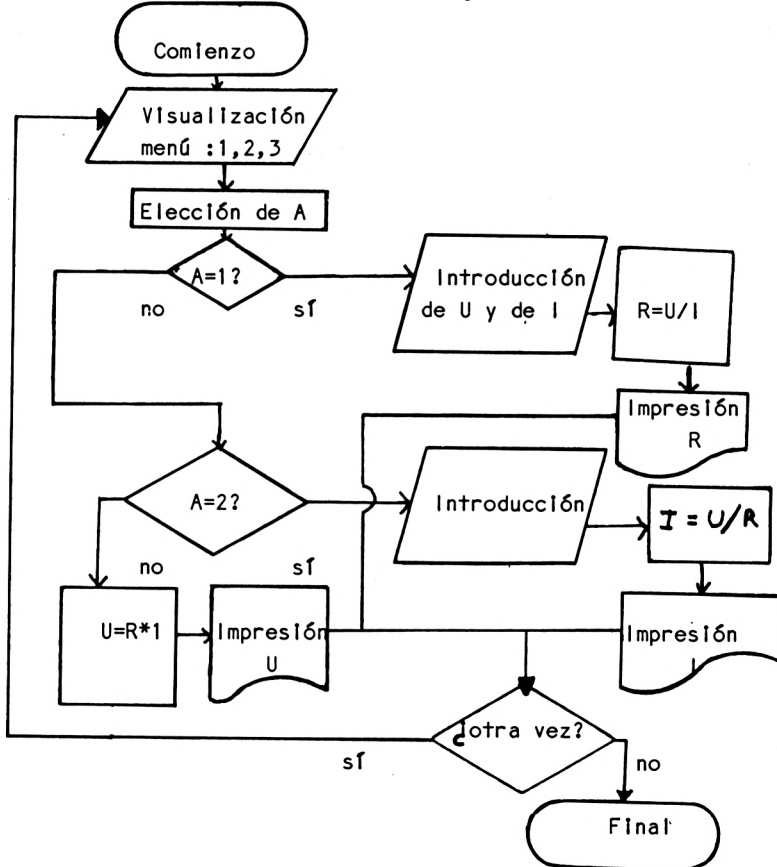 Comienzo
Visualización
menú :1,2,3
Elección de A
A=1?
no
sí
Introducción
de U y de I
R=U/I
Impresión
R
A=2?
no
sí
Introducción
I = U/R
U=R*1
Impresión
U
Impresión
I
¿otra vez?
sí
no
Final